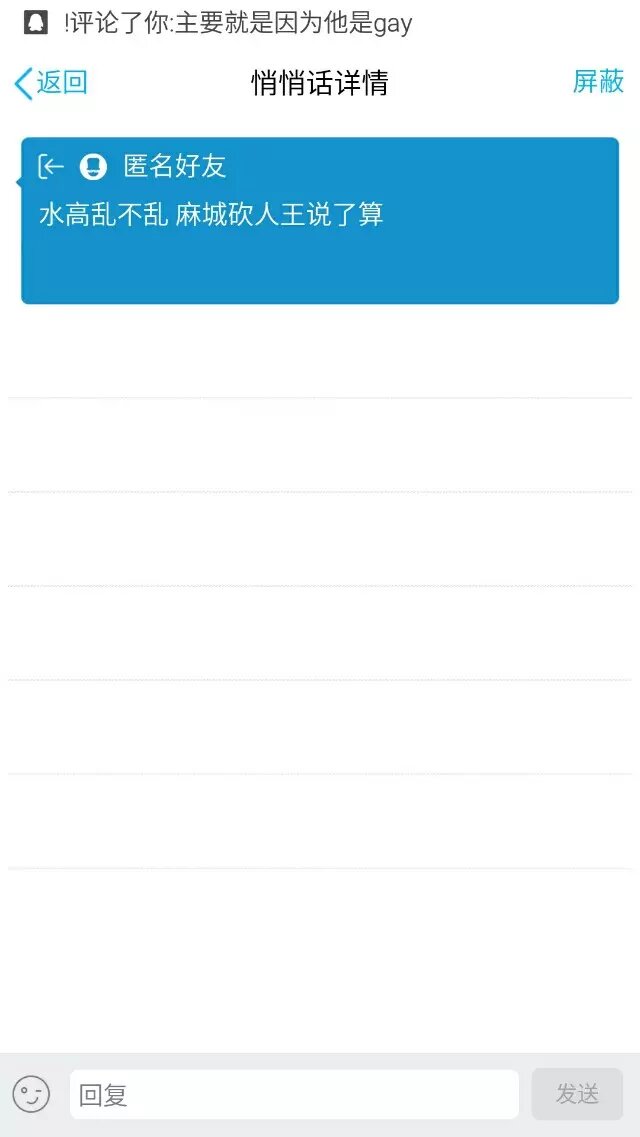 !评论了你:主要就是因为他是gay
返回
悄悄话详情
屏蔽
匿名好友
水高乱不乱 麻城砍人王说了算
回复
发送